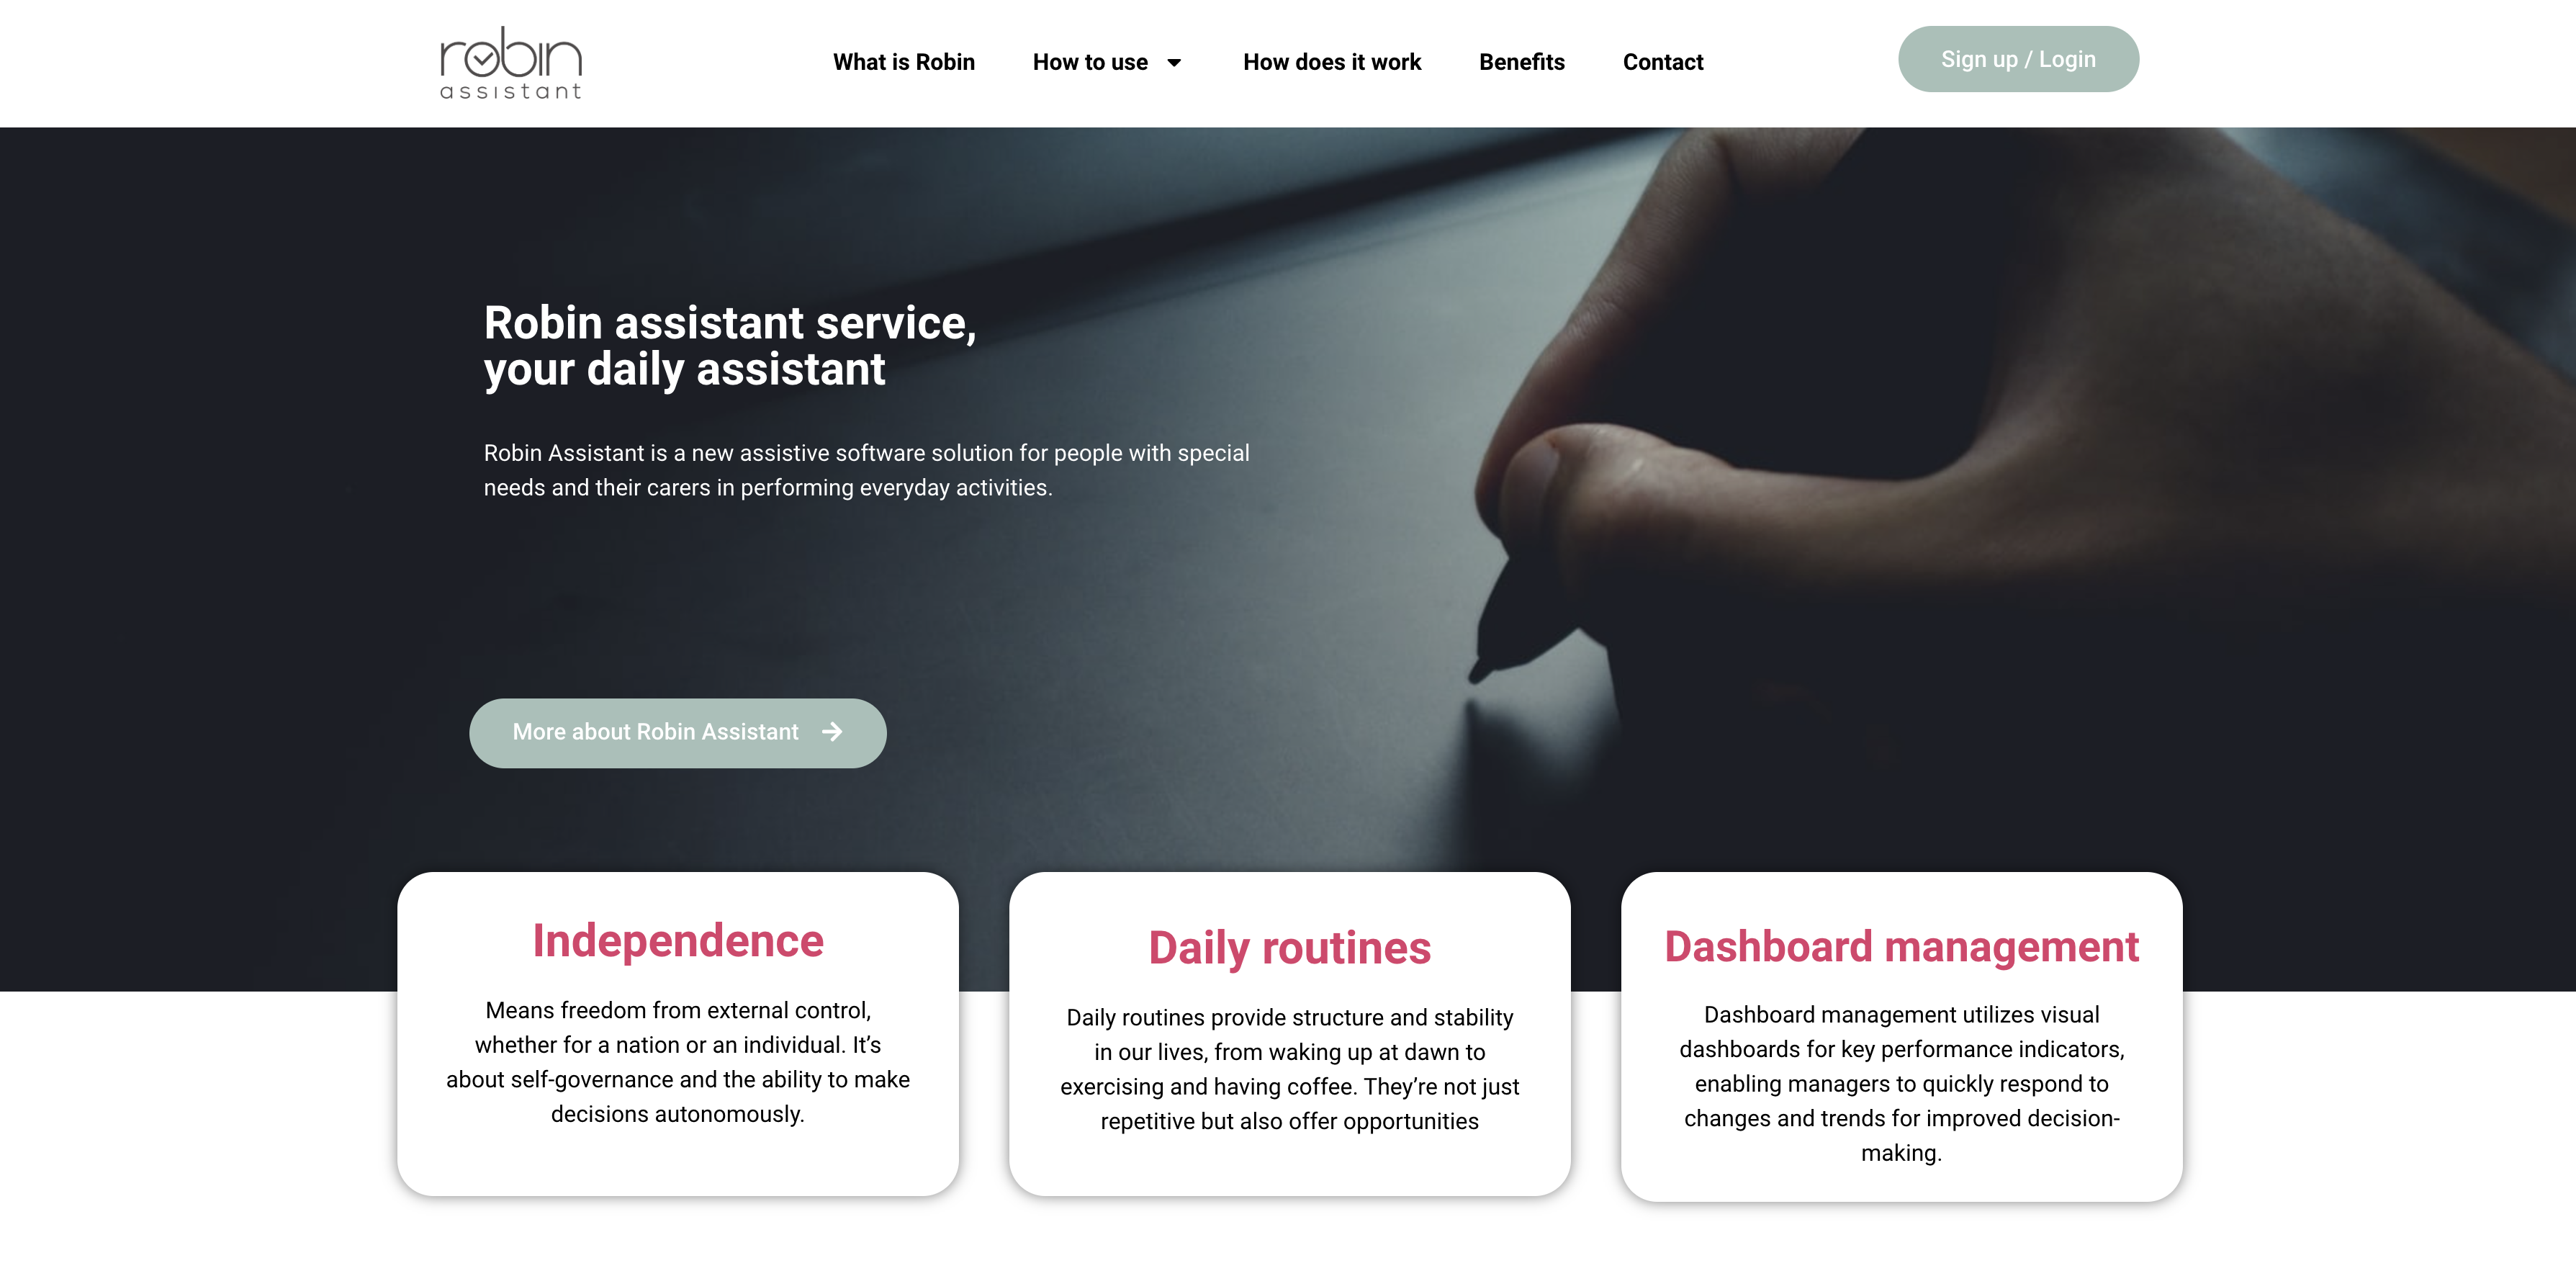 robin
assistant
What is Robin
How to use
How does it work
Benefits
Contact
Sign up / Login
Robin assistant service,
your daily assistant
Robin Assistant is a new assistive software solution for people with special
needs and their carers in performing everyday activities.
More about Robin Assistant
Independence
Means freedom from external control,
whether for a nation or an individual. It’s
about self-governance and the ability to make
decisions autonomously.
Daily routines
Daily routines provide structure and stability
in our lives, from waking up at dawn to
exercising and having coffee. They’re not just
repetitive but also offer opportunities
Dashboard management
Dashboard management utilizes visual
dashboards for key performance indicators,
enabling managers to quickly respond to
changes and trends for improved decision-
making.